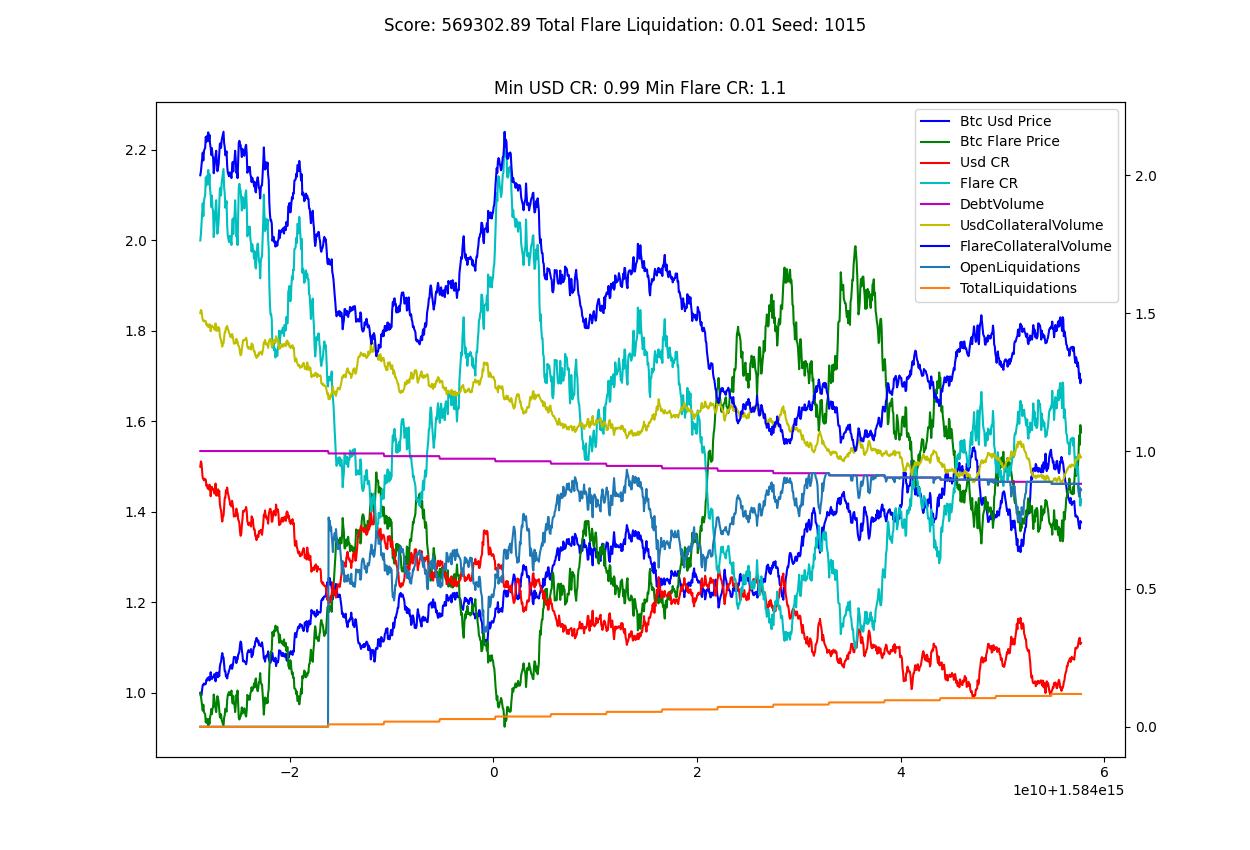 Score: 569302.89 Total Flare Liquidation: 0.01 Seed: 1015
Min USD CR: 0.99 Min Flare CR: 1.1
Btc Usd Price
Btc Flare Price
Usd CR
Flare CR
DebtVolume
UsdCollateralVolume
FlareCollateralVolume
OpenLiquidations
TotalLiquidations
2.2
2.0
1.8
1.6
1.4
1.2
1.0
2.0
1.5
1.0
0.5
0.0
−2
0
2
4
6
1e10+1.584e15